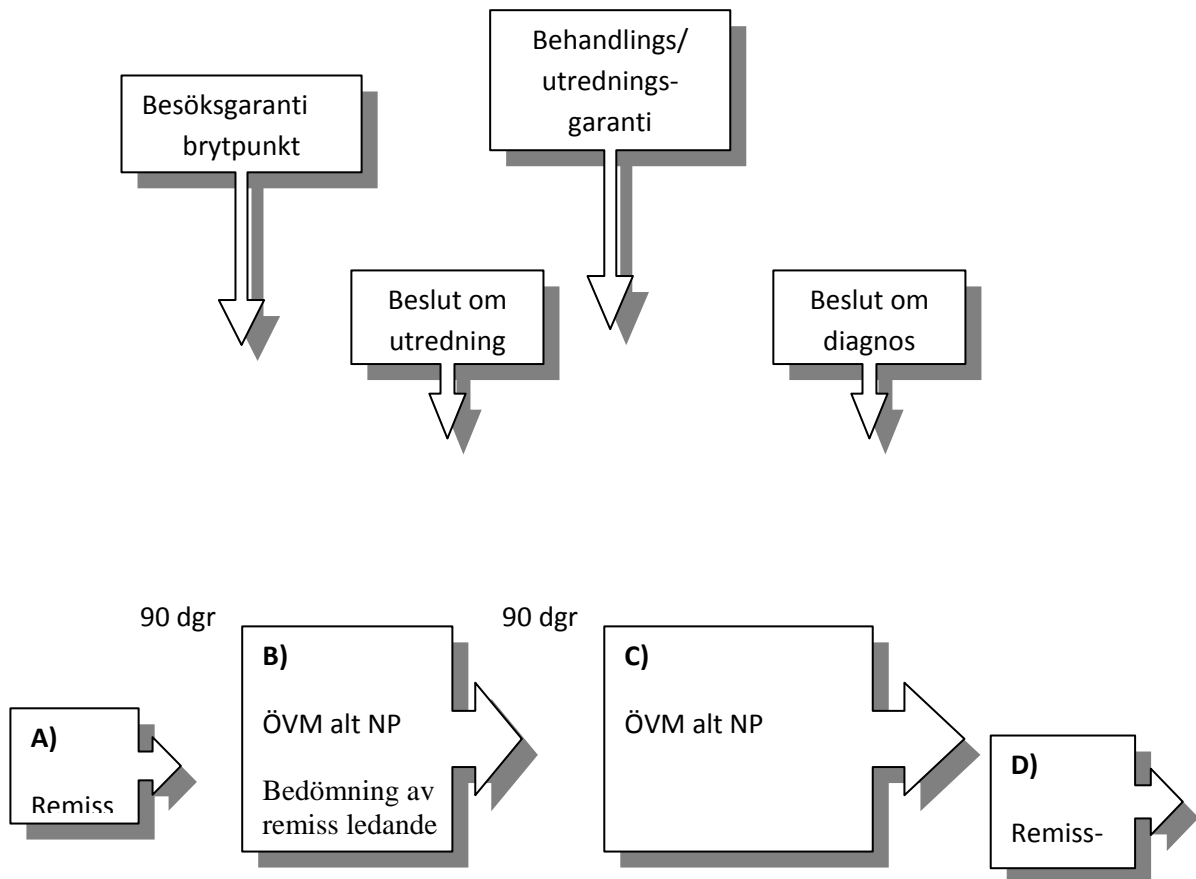 Behandlings/
utrednings-
garanti
Besöksgaranti
brytpunkt
Beslut om
utredning
Beslut om
diagnos
90 dgr
90 dgr
A)
Remiss
B)
ÖVM alt NP
Bedömning av
remiss ledande
C)
ÖVM alt NP
D)
Remiss-